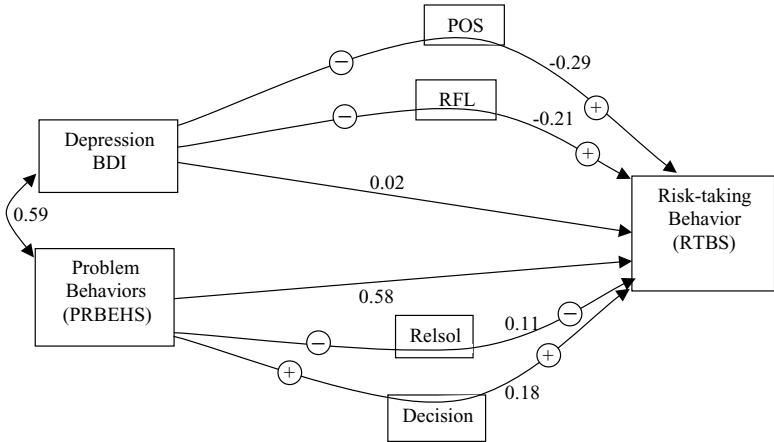 POS
−
-0.29
+
RFL
−
-0.21
+
Depression
BDI
0.02
Risk-taking
Behavior
(RTBS)
0.59
Problem
Behaviors
(PRBEHS)
0.58
−
Relsol
0.11
−
+
Decision
0.18
+